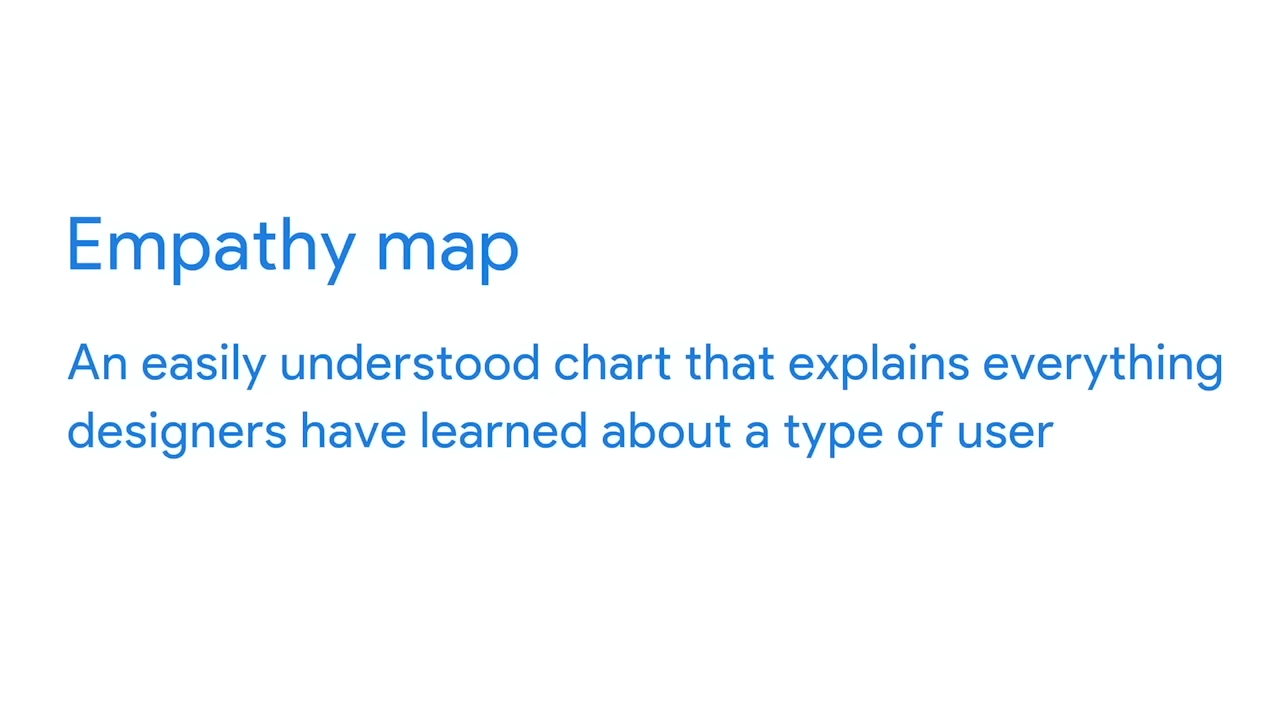 Empathy map
An easily understood chart that explains everything
designers have learned about a type of user